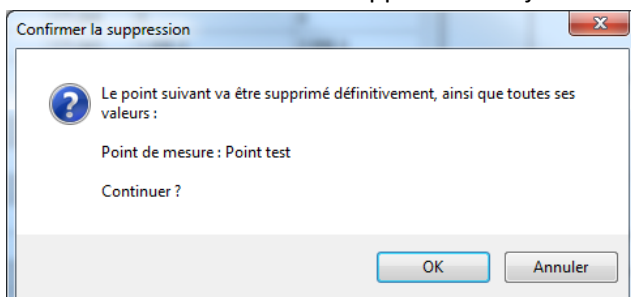 Confirmer la suppression
Le point suivant va être supprimé définitivement, ainsi que toutes ses
valeurs :
Point de mesure : Point test
Continuer ?
OK
Annuler